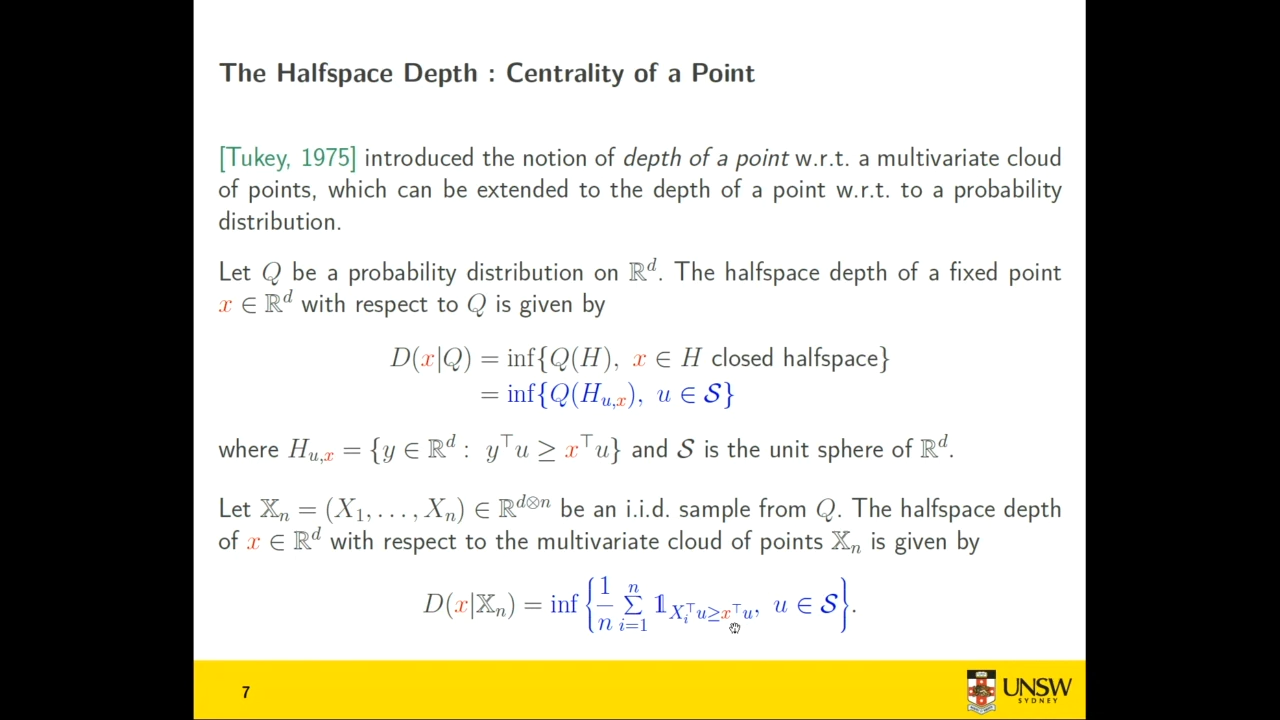 The Halfspace Depth : Centrality of a Point
[Tukey, 1975] introduced the notion of depth of a point w.r.t. a multivariate cloud
of points, which can be extended to the depth of a point w.r.t. to a probability
distribution.
Let Q be a probability distribution on ℝ^d. The halfspace depth of a fixed point
x ∈ ℝ^d with respect to Q is given by
D(x|Q) = inf{Q(H), x ∈ H closed halfspace}
= inf{Q(H_{u,x}), u ∈ 𝒮}
where H_{u,x} = {y ∈ ℝ^d : y^⊤u ≥ x^⊤u} and 𝒮 is the unit sphere of ℝ^d.
Let 𝕏_n = (X_1, . . . , X_n) ∈ ℝ^{d⊗n} be an i.i.d. sample from Q. The halfspace depth
of x ∈ ℝ^d with respect to the multivariate cloud of points 𝕏_n is given by
D(x|𝕏_n) = inf { \frac{1}{n} \sum_{i=1}^{n} 𝟙_{X_i^⊤u ≥ x^⊤u}, u ∈ 𝒮 }.
7
UNSW
SYDNEY